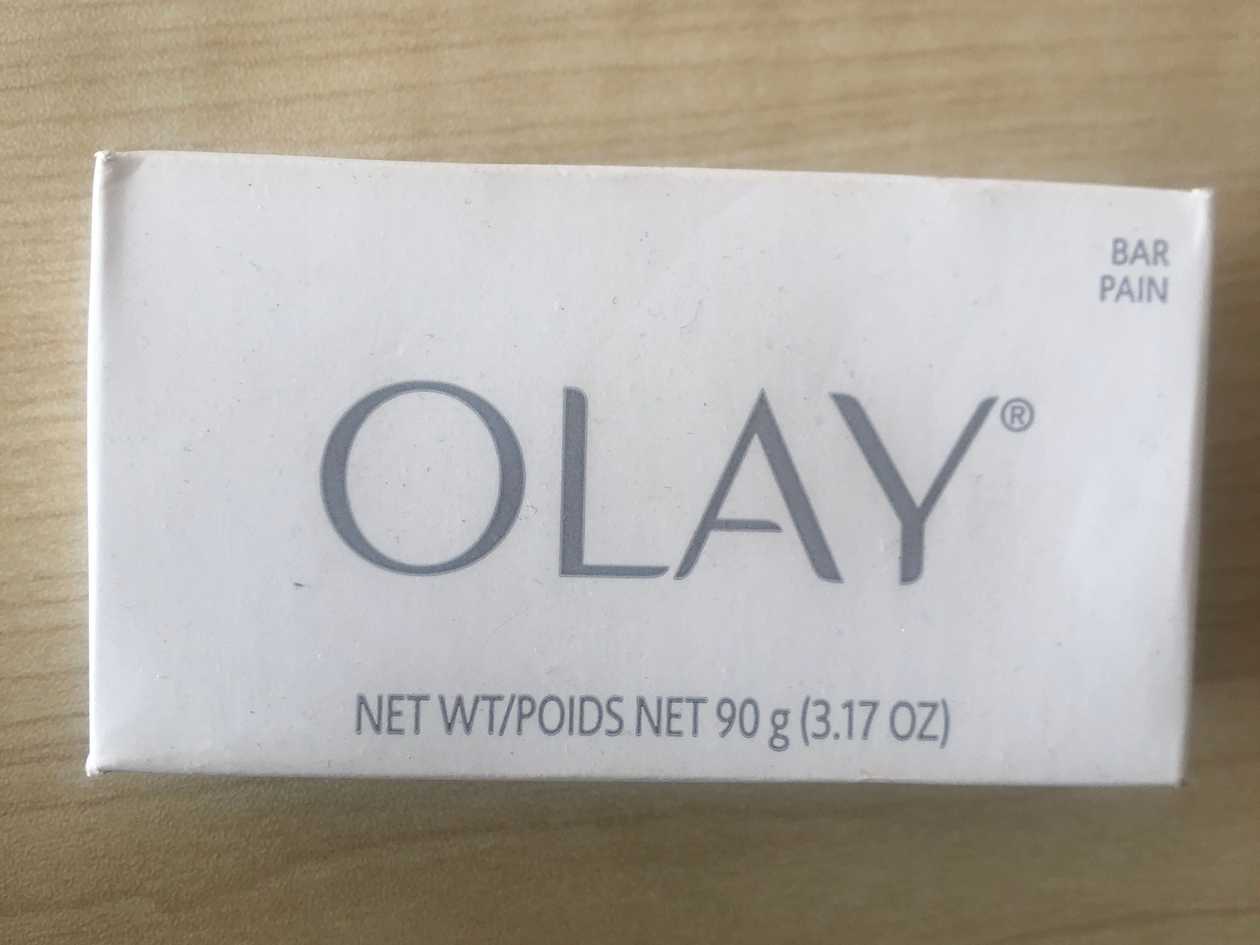 BAR
PAIN
OLAY®
NET WT/POIDS NET 90 g (3.17 OZ)